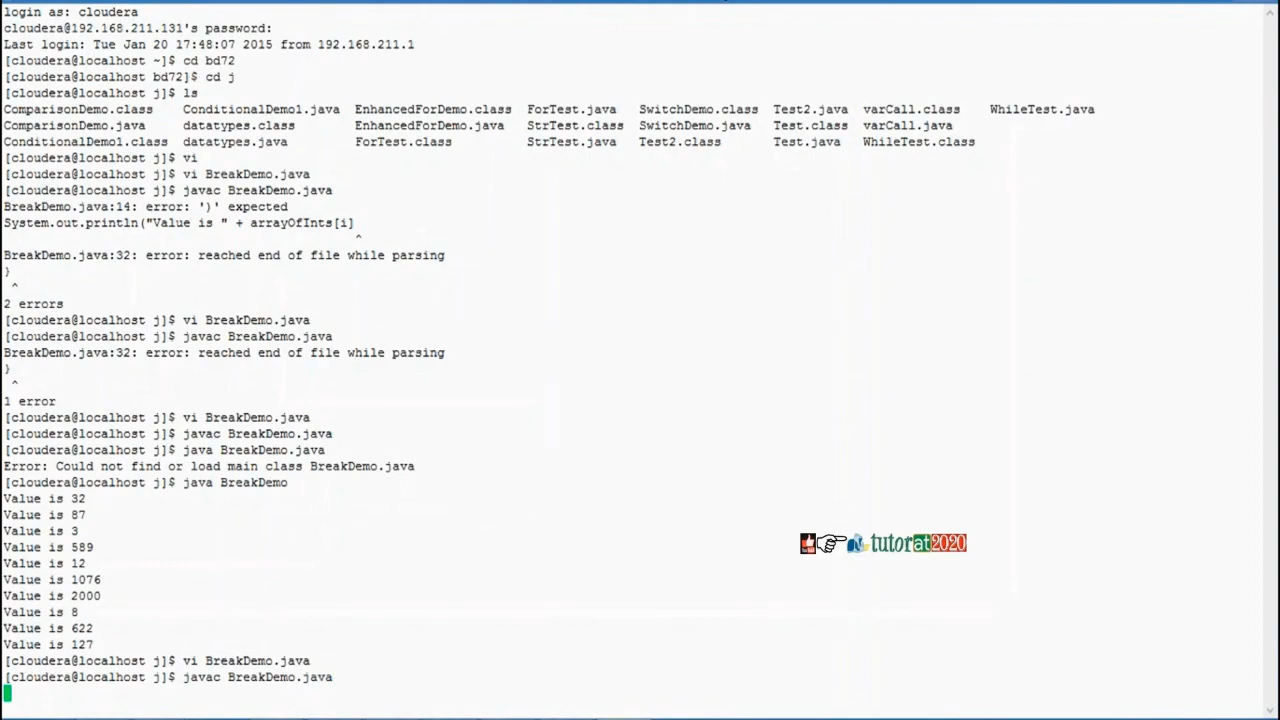 login as: cloudera
cloudera@192.168.211.131's password:
Last login: Tue Jan 20 17:48:07 2015 from 192.168.211.1
[cloudera@localhost ~]$ cd bd72
[cloudera@localhost bd72]$ cd j
[cloudera@localhost j]$ ls
ComparisonDemo.class ConditionalDemo1.java EnhancedForDemo.class ForTest.java SwitchDemo.class Test2.java varCall.class WhileTest.java
ComparisonDemo.java datatypes.class EnhancedForDemo.java StrTest.class SwitchDemo.java Test.class varCall.java
ConditionalDemo1.class datatypes.java ForTest.class StrTest.java Test2.class Test.java WhileTest.class
[cloudera@localhost j]$ vi
[cloudera@localhost j]$ vi BreakDemo.java
[cloudera@localhost j]$ javac BreakDemo.java
BreakDemo.java:14: error: ')' expected
System.out.println("Value is " + arrayOfInts[i]
^
BreakDemo.java:32: error: reached end of file while parsing
}
^
2 errors
[cloudera@localhost j]$ vi BreakDemo.java
[cloudera@localhost j]$ javac BreakDemo.java
BreakDemo.java:32: error: reached end of file while parsing
}
^
1 error
[cloudera@localhost j]$ vi BreakDemo.java
[cloudera@localhost j]$ javac BreakDemo.java
[cloudera@localhost j]$ java BreakDemo.java
Error: Could not find or load main class BreakDemo.java
[cloudera@localhost j]$ java BreakDemo
Value is 32
Value is 87
Value is 3
Value is 589
Value is 12
Value is 1076
Value is 2000
Value is 8
Value is 622
Value is 127
[cloudera@localhost j]$ vi BreakDemo.java
[cloudera@localhost j]$ javac BreakDemo.java
tutorat2020